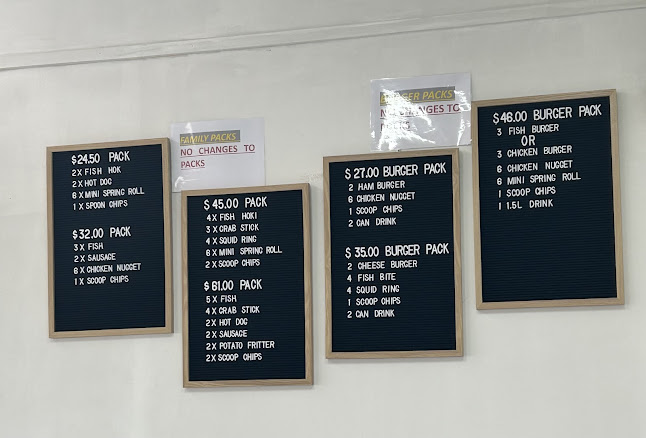 $24.50 PACK
2 X FISH HOK
2 X HOT DOG
6 X MINI SPRING ROLL
1 X SPOON CHIPS
$32.00 PACK
3 X FISH
2 X SAUSAGE
6 X CHICKEN NUGGET
1 X SCOOP CHIPS
FAMILY PACKS
NO CHANGES TO
PACKS
$45.00 PACK
4 X FISH HOKI
3 X CRAB STICK
4 X SQUID RING
6 X MINI SPRING ROLL
2 X SCOOP CHIPS
$61.00 PACK
5 X FISH
4 X CRAB STICK
2 X HOT DOG
2 X SAUSAGE
2 X POTATO FRITTER
2 X SCOOP CHIPS
BURGER PACKS
NO CHANGES TO
PACKS
$27.00 BURGER PACK
2 HAM BURGER
6 CHICKEN NUGGET
1 SCOOP CHIPS
2 CAN DRINK
$35.00 BURGER PACK
2 CHEESE BURGER
4 FISH BITE
4 SQUID RING
1 SCOOP CHIPS
2 CAN DRINK
$46.00 BURGER PACK
3 FISH BURGER
OR
3 CHICKEN BURGER
6 CHICKEN NUGGET
6 MINI SPRING ROLL
1 SCOOP CHIPS
1 1.5L DRINK